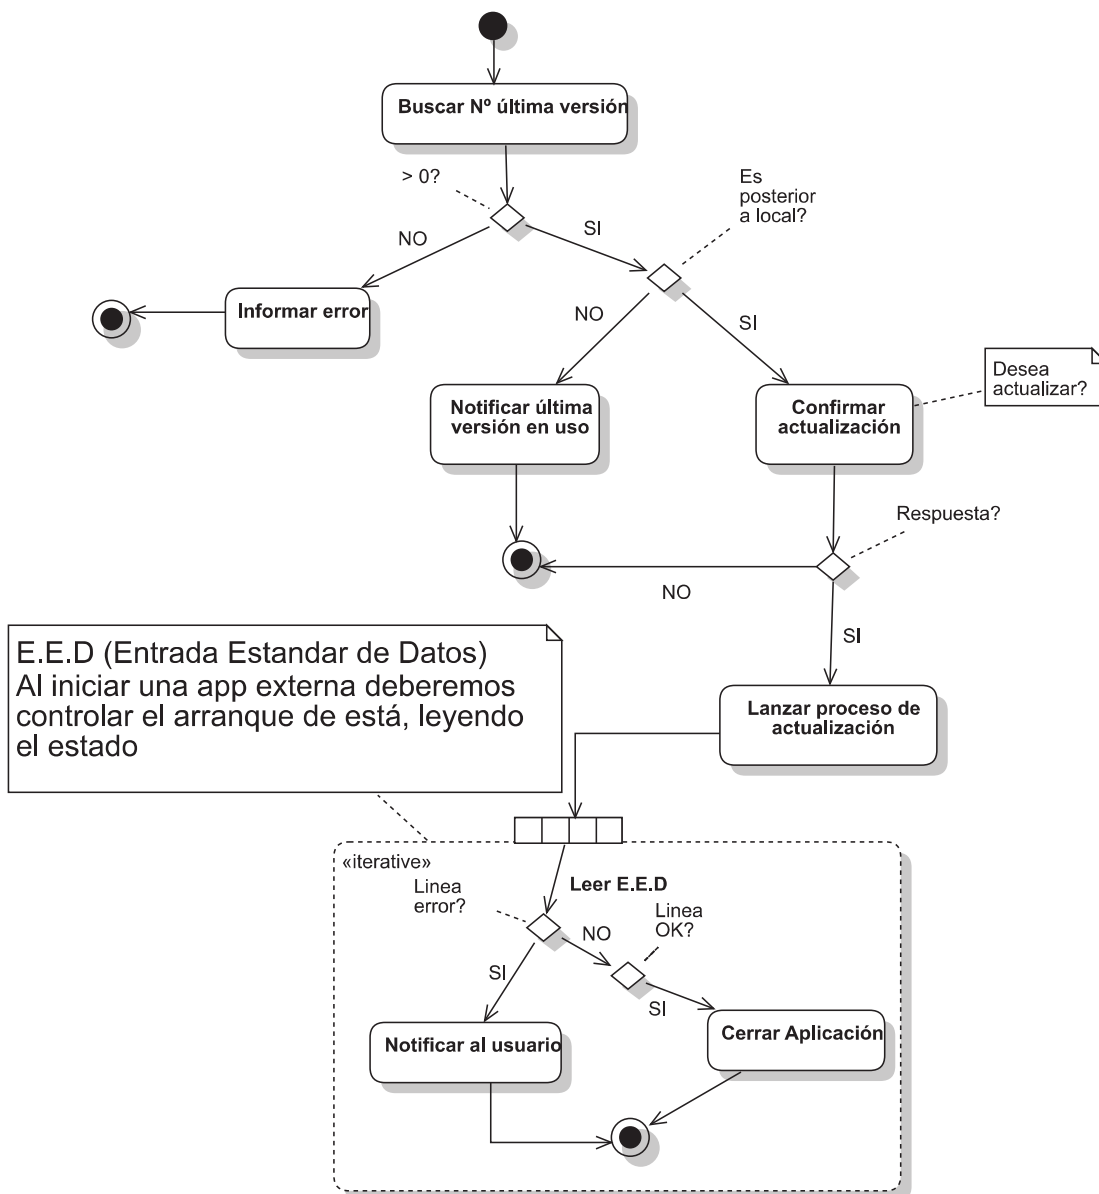 Buscar Nº última versión
> 0?
Es
posterior
a local?
NO
SI
Informar error
NO
SI
Desea
actualizar?
Notificar última
versión en uso
Confirmar
actualización
Respuesta?
NO
SI
E.E.D (Entrada Estandar de Datos)
Al iniciar una app externa deberemos
controlar el arranque de está, leyendo
el estado
Lanzar proceso de
actualización
«iterative»
Leer E.E.D
Linea
error?
Linea
OK?
NO
SI
SI
Notificar al usuario
Cerrar Aplicación